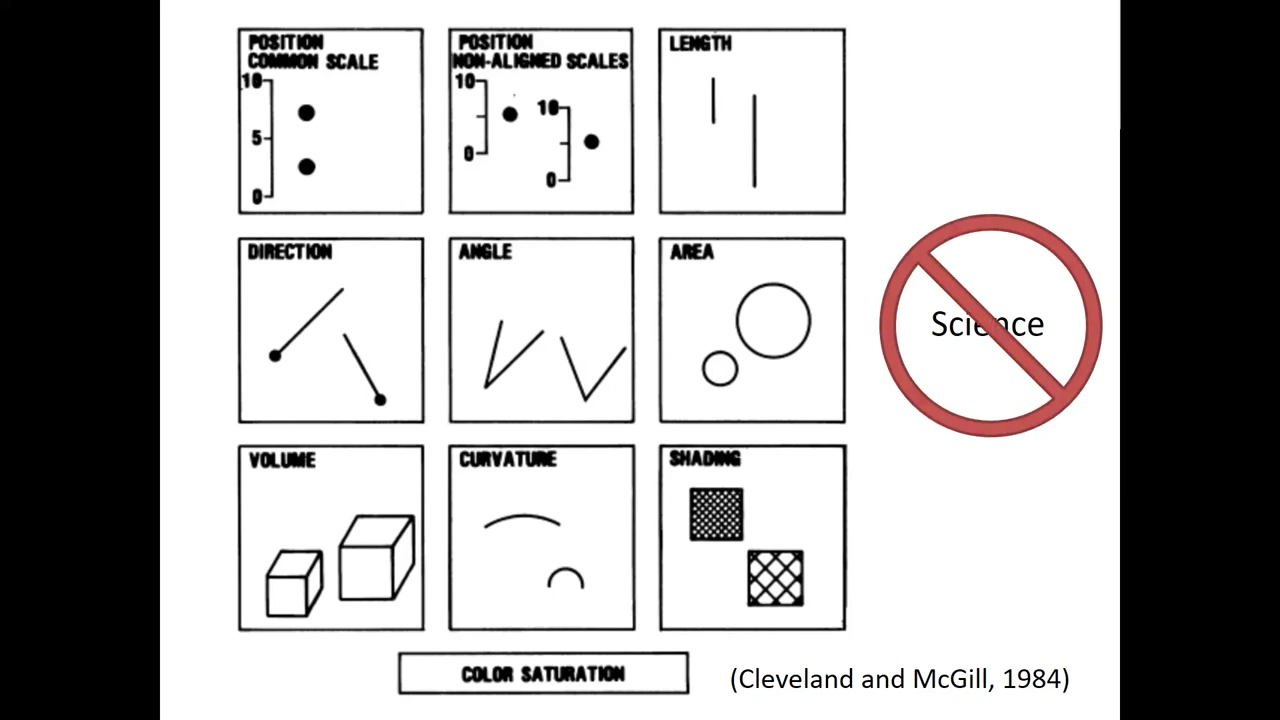 POSITION
COMMON SCALE
10
5
0
POSITION
NON-ALIGNED SCALES
10
0
10
0
LENGTH
DIRECTION
ANGLE
AREA
Science
VOLUME
CURVATURE
SHADING
COLOR SATURATION
(Cleveland and McGill, 1984)